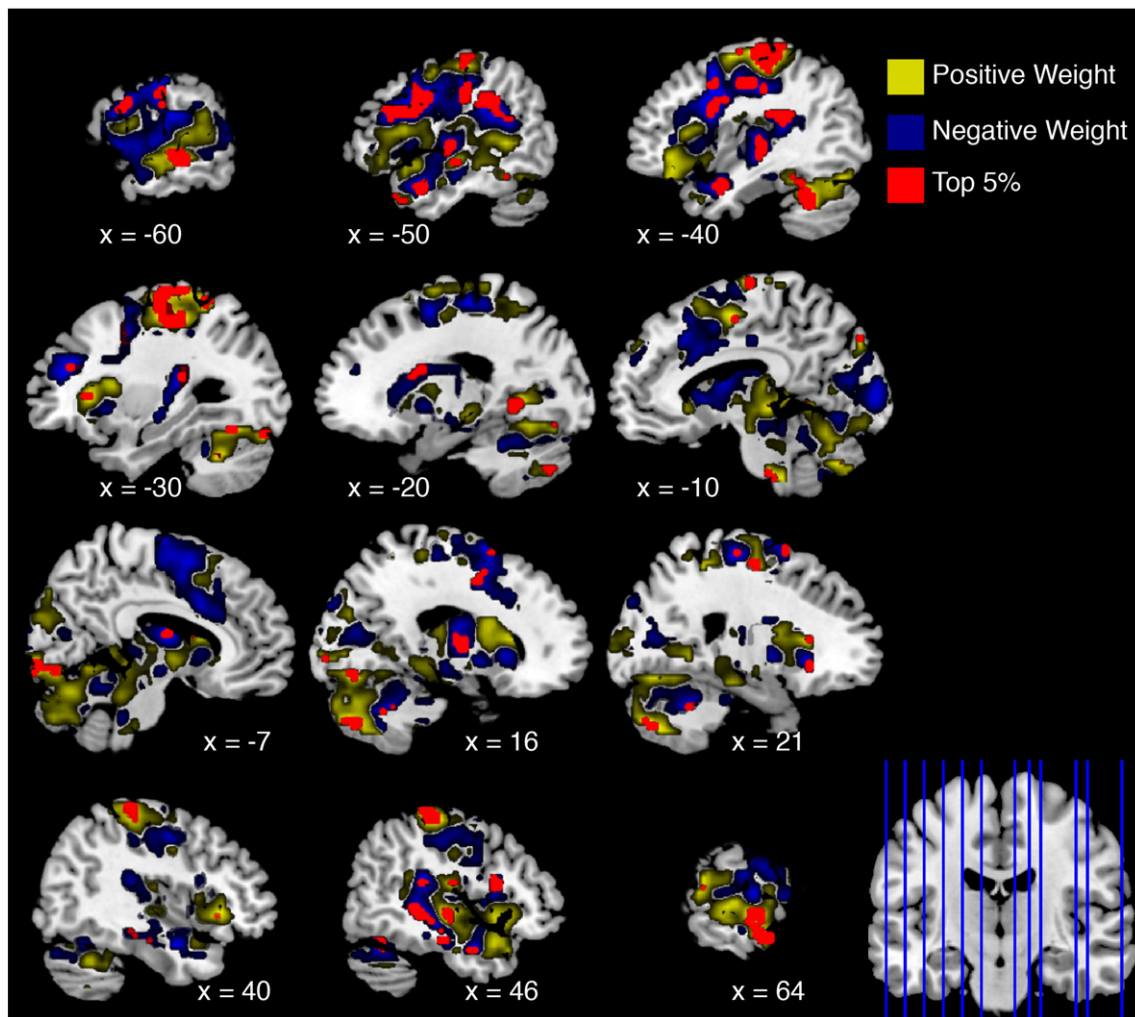 Positive Weight
Negative Weight
Top 5%
x = -60
x = -50
x = -40
x = -30
x = -20
x = -10
x = -7
x = 16
x = 21
x = 40
x = 46
x = 64